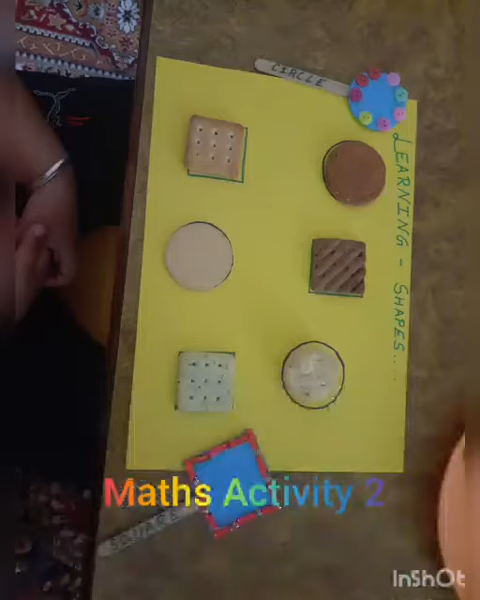 CIRCLE
LEARNING - SHAPES....
Maths Activity 2
SQUARE
InShOt